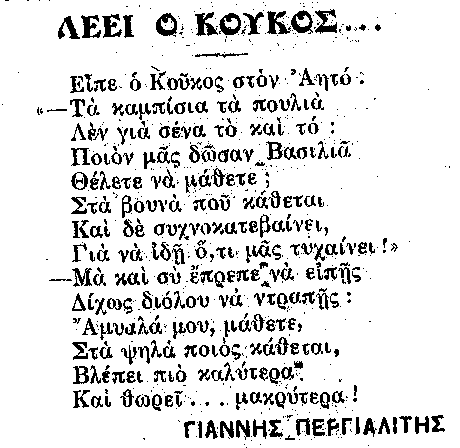 ΛΕΕΙ Ο ΚΟΥΚΟΣ...
Εἶπε ὁ Κοῦκος στὸν Ἀητό:
«—Τὰ καμπίσια τὰ πουλιὰ
Λὲν γιὰ σένα τὸ καὶ τό:
Ποιὸν μᾶς δῶσαν Βασιλιᾶ
Θέλετε νὰ μάθετε;
Στὰ βουνὰ ποῦ κάθεται
Καὶ δὲ συχνοκατεβαίνει,
Γιὰ νὰ ἰδῇ ὅ,τι μᾶς τυχαίνει!»
—Μὰ καὶ σὺ ἔπρεπε νὰ εἰπῇς
Δίχως διόλου νὰ ντραπῇς:
Ἄμυαλά μου, μάθετε,
Στὰ ψηλὰ ποιὸς κάθεται,
Βλέπει πιὸ καλύτερα
Καὶ θωρεῖ... μακρύτερα!
ΓΙΑΝΝΗΣ ΠΕΡΓΙΑΛΙΤΗΣ